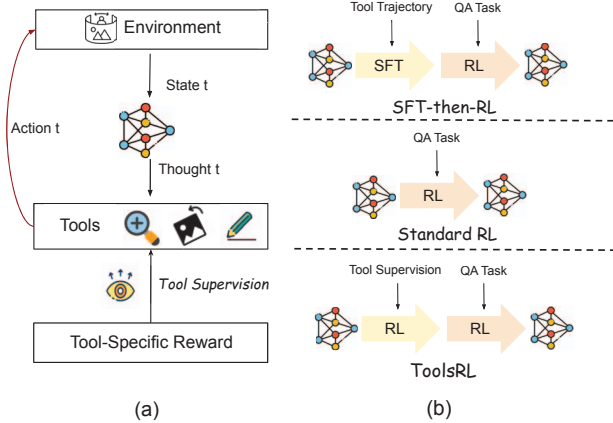 Environment
State t
Action t
Thought t
Tools
Tool Supervision
Tool-Specific Reward
(a)
Tool Trajectory
QA Task
SFT
RL
SFT-then-RL
QA Task
RL
Standard RL
Tool Supervision
QA Task
RL
RL
ToolsRL
(b)